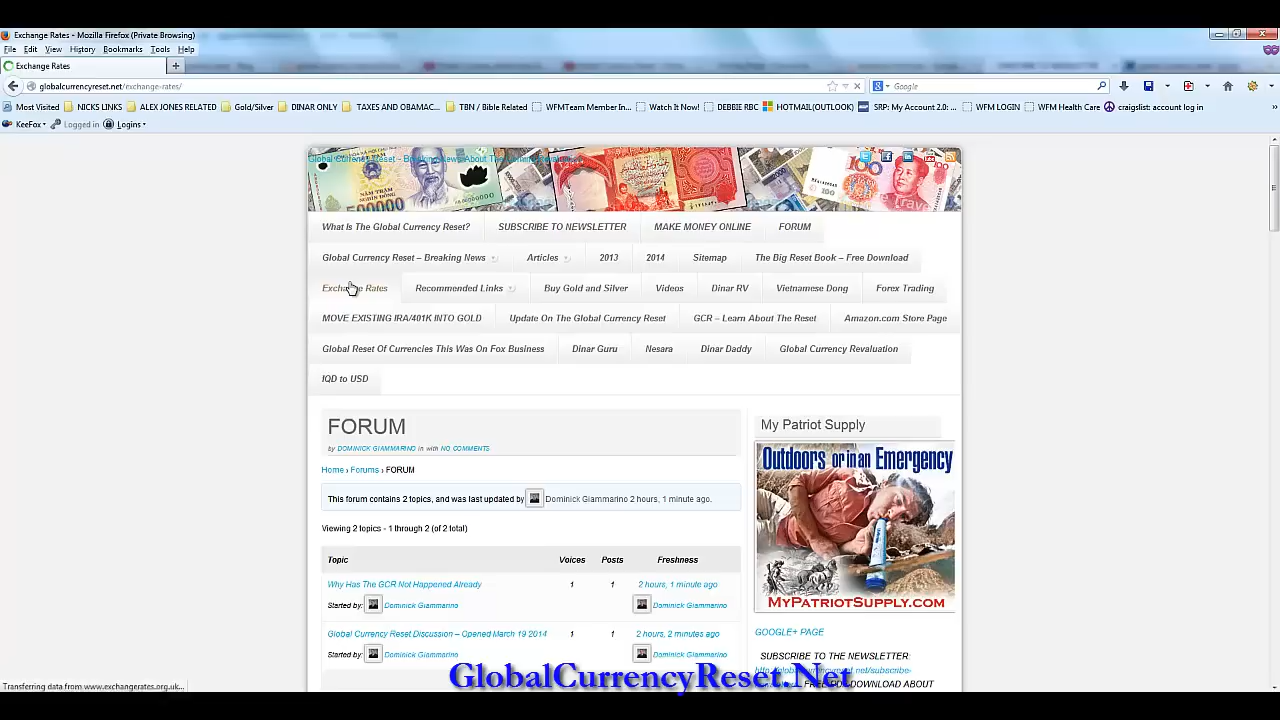 Exchange Rates - Mozilla Firefox (Private Browsing)
File Edit View History Bookmarks Tools Help
Exchange Rates
globalcurrencyreset.net/exchange-rates/
Google
Most Visited NICKS LINKS ALEX JONES RELATED Gold/Silver DINAR ONLY TAXES AND OBAMAC... TBN / Bible Related WFMTeam Member In... Watch It Now! DEBBIE RBC HOTMAIL(OUTLOOK) SRP: My Account 2.0: ... WFM LOGIN WFM Health Care craigslist: account log in
KeeFox Logged in Logins
Global Currency Reset - Breaking News About The
What Is The Global Currency Reset? SUBSCRIBE TO NEWSLETTER MAKE MONEY ONLINE FORUM
Global Currency Reset – Breaking News Articles 2013 2014 Sitemap The Big Reset Book – Free Download
Exchange Rates Recommended Links Buy Gold and Silver Videos Dinar RV Vietnamese Dong Forex Trading
MOVE EXISTING IRA/401K INTO GOLD Update On The Global Currency Reset GCR – Learn About The Reset Amazon.com Store Page
Global Reset Of Currencies This Was On Fox Business Dinar Guru Nesara Dinar Daddy Global Currency Revaluation
IQD to USD
FORUM
by DOMINICK GIAMMARINO in with NO COMMENTS
Home › Forums › FORUM
This forum contains 2 topics, and was last updated by Dominick Giammarino 2 hours, 1 minute ago.
Viewing 2 topics - 1 through 2 (of 2 total)
Topic Voices Posts Freshness
Why Has The GCR Not Happened Already 1 1 2 hours, 1 minute ago
Started by: Dominick Giammarino Dominick Giammarino
Global Currency Reset Discussion – Opened March 19 2014 1 1 2 hours, 2 minutes ago
Started by: Dominick Giammarino Dominick Giammarino
My Patriot Supply
Outdoors or in an Emergency
MYPATRIOTSUPPLY.COM
GOOGLE+ PAGE
SUBSCRIBE TO THE NEWSLETTER:
DOWNLOAD ABOUT
GlobalCurrencyReset.Net
Transferring data from www.exchangerates.org.uk...